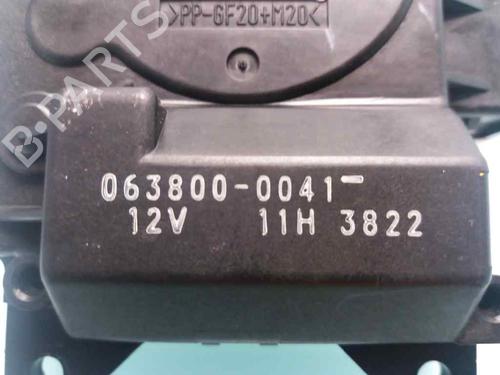 >PP-GF20+M20<
B-PARTS
063800-0041
12V 11H 3822